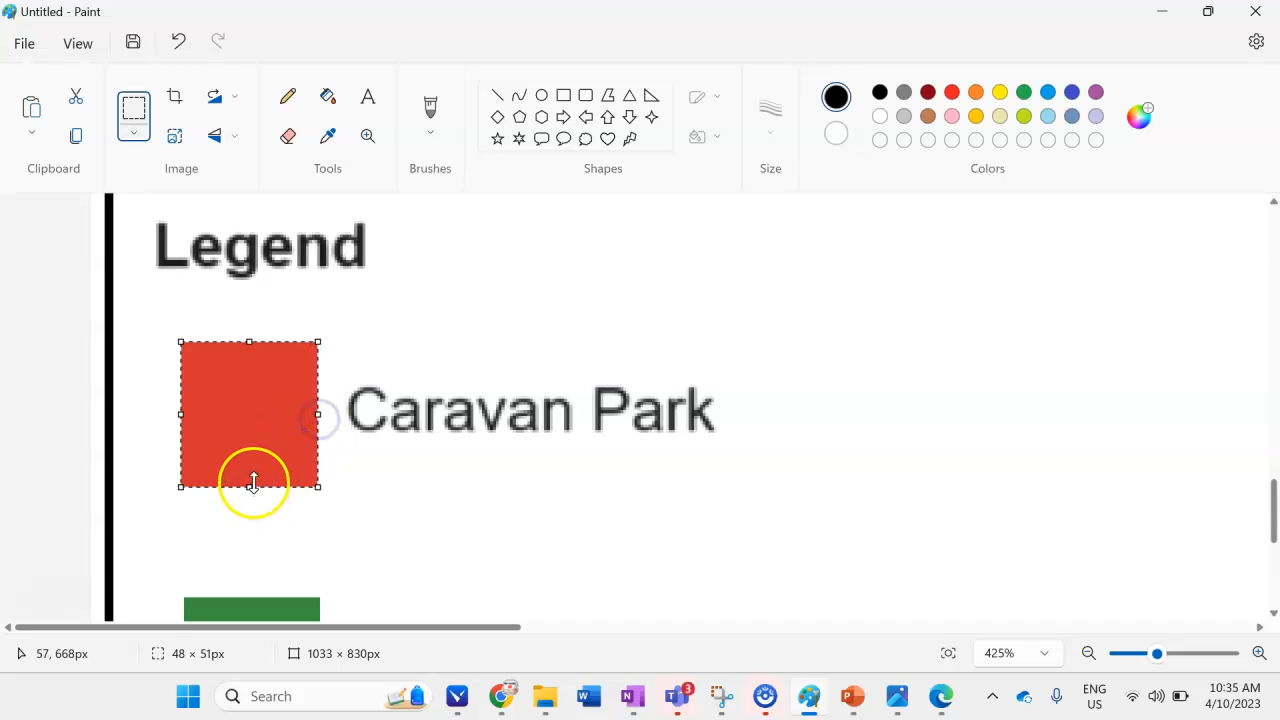 Untitled - Paint
File
View
Clipboard
Image
Tools
Brushes
Shapes
Size
Colors
Legend
Caravan Park
57, 668px
48 × 51px
1033 × 830px
425%
Search
3
ENG
US
10:35 AM
4/10/2023